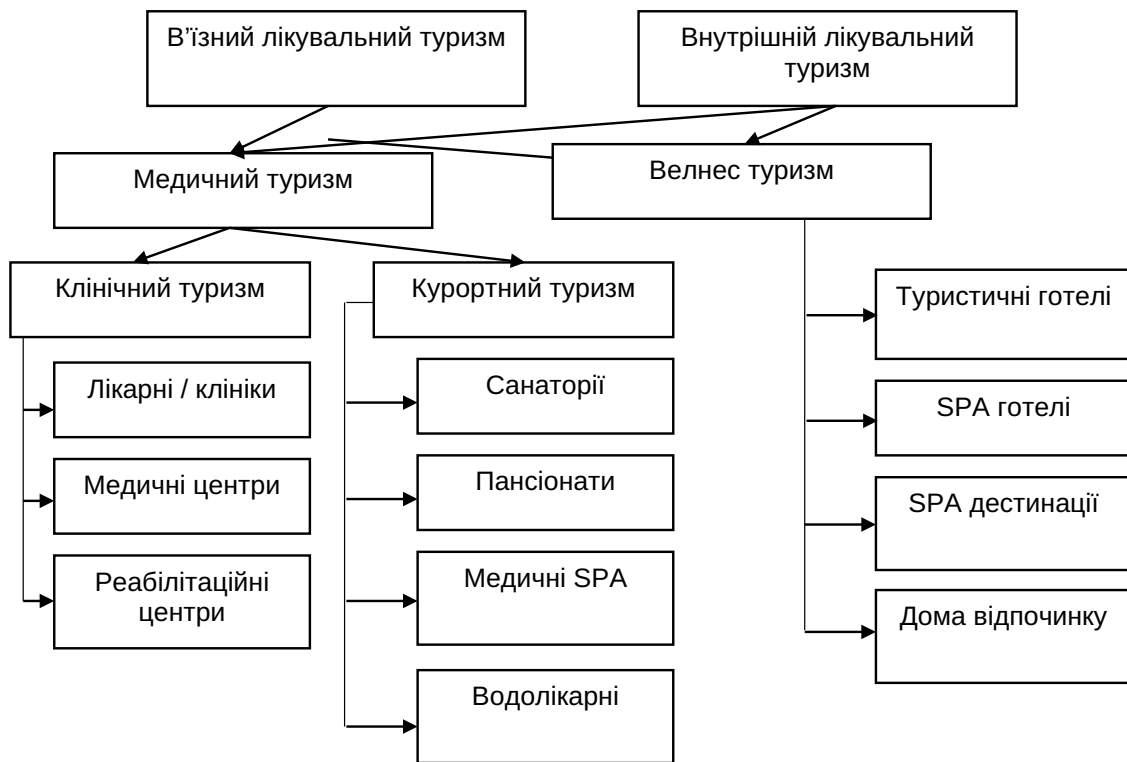 В’їзний лікувальний туризм
Внутрішній лікувальний
туризм
Медичний туризм
Велнес туризм
Клінічний туризм
Курортний туризм
Туристичні готелі
Лікарні / клініки
Санаторії
SPA готелі
Медичні центри
Пансіонати
SPA дестинації
Реабілітаційні
центри
Медичні SPA
Дома відпочинку
Водолікарні